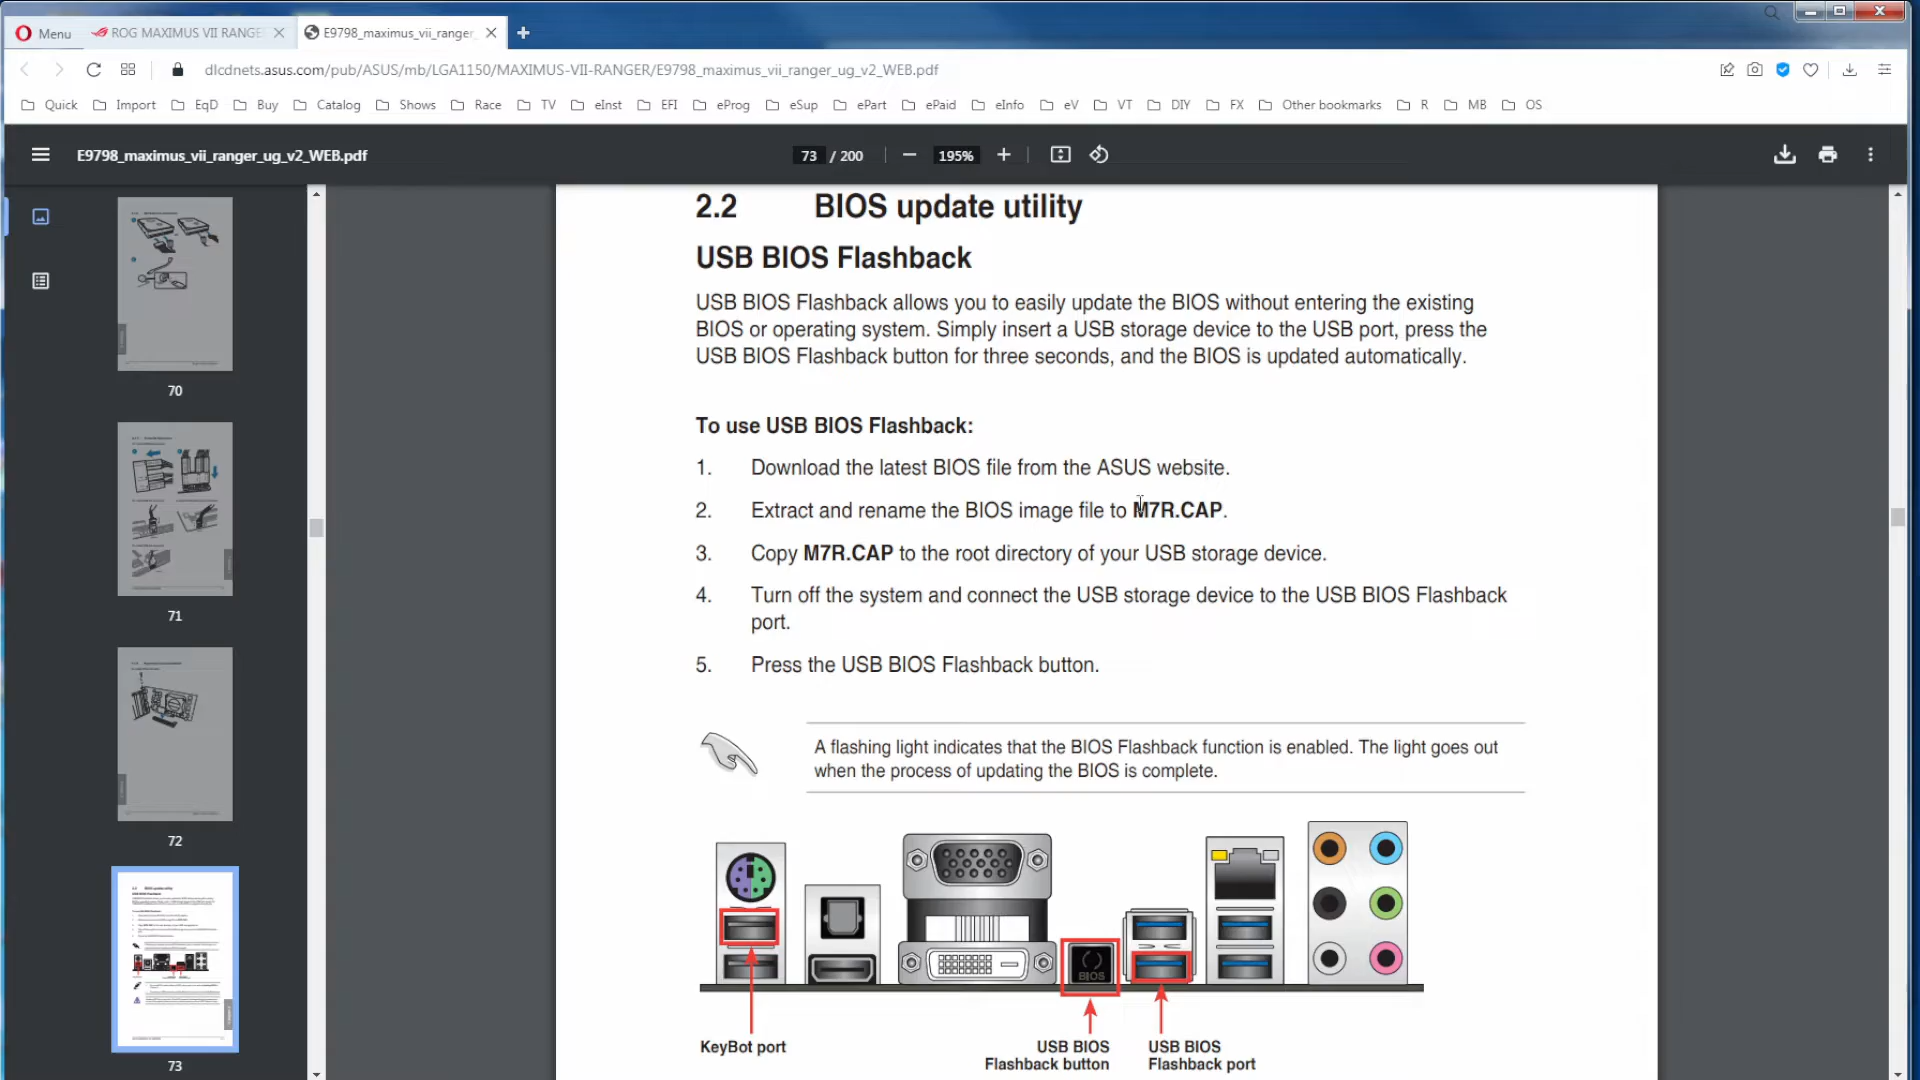 Menu
ROG MAXIMUS VII RANGE
E9798_maximus_vii_ranger_
dlcdnets.asus.com/pub/ASUS/mb/LGA1150/MAXIMUS-VII-RANGER/E9798_maximus_vii_ranger_ug_v2_WEB.pdf
Quick Import EqD Buy Catalog Shows Race TV eInst EFI eProg eSup ePart ePaid eInfo eV VT DIY FX Other bookmarks R MB OS
E9798_maximus_vii_ranger_ug_v2_WEB.pdf
73 / 200
195%
70
71
72
73
2.2 BIOS update utility
USB BIOS Flashback
USB BIOS Flashback allows you to easily update the BIOS without entering the existing
BIOS or operating system. Simply insert a USB storage device to the USB port, press the
USB BIOS Flashback button for three seconds, and the BIOS is updated automatically.
To use USB BIOS Flashback:
1. Download the latest BIOS file from the ASUS website.
2. Extract and rename the BIOS image file to M7R.CAP.
3. Copy M7R.CAP to the root directory of your USB storage device.
4. Turn off the system and connect the USB storage device to the USB BIOS Flashback
port.
5. Press the USB BIOS Flashback button.
A flashing light indicates that the BIOS Flashback function is enabled. The light goes out
when the process of updating the BIOS is complete.
BIOS
KeyBot port
USB BIOS
Flashback button
USB BIOS
Flashback port